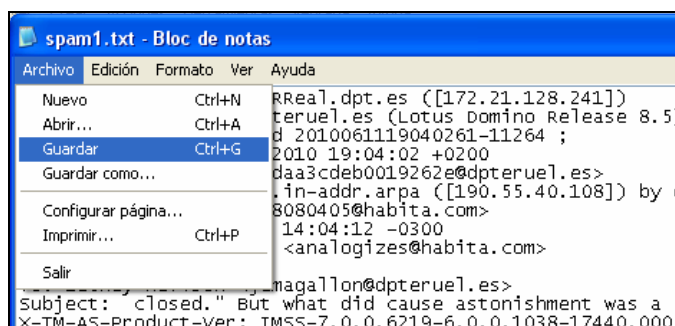 spam1.txt - Bloc de notas
Archivo Edición Formato Ver Ayuda
Nuevo Ctrl+N
Abrir... Ctrl+A
Guardar Ctrl+G
Guardar como...
Configurar página...
Imprimir... Ctrl+P
Salir
RReal.dpt.es ([172.21.128.241])
teruel.es (Lotus Domino Release 8.5
d 2010061119040261-11264 ;
2010 19:04:02 +0200
daa3cdeb0019262e@dpteruel.es>
.in-addr.arpa ([190.55.40.108]) by
8080405@habita.com>
14:04:12 -0300
<analogizes@habita.com>
magallon@dpteruel.es>
Subject: closed." But what did cause astonishment was a
X-TM-AS-Product-Ver: IMSS-7.0.0.6219-6.0.0.1038-17440.000